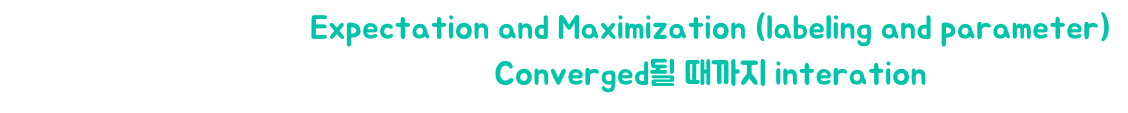 Expectation and Maximization (labeling and parameter)
Converged될 때까지 interation